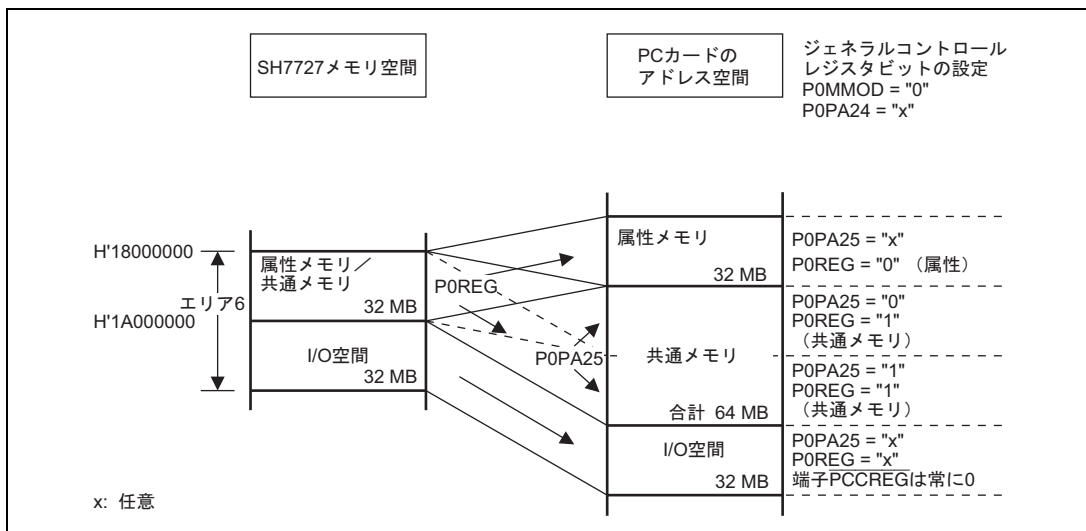 SH7727メモリ空間
PCカードの
アドレス空間
ジェネラルコントロール
レジスタビットの設定
P0MMOD = "0"
P0PA24 = "x"
H'18000000
エリア6
H'1A000000
属性メモリ／
共通メモリ
32 MB
I/O空間
32 MB
P0REG
P0PA25
属性メモリ
32 MB
共通メモリ
合計 64 MB
I/O空間
32 MB
P0PA25 = "x"
P0REG = "0" （属性）
P0PA25 = "0"
P0REG = "1"
（共通メモリ）
P0PA25 = "1"
P0REG = "1"
（共通メモリ）
P0PA25 = "x"
P0REG = "x"
端子PCCREGは常に0
x: 任意